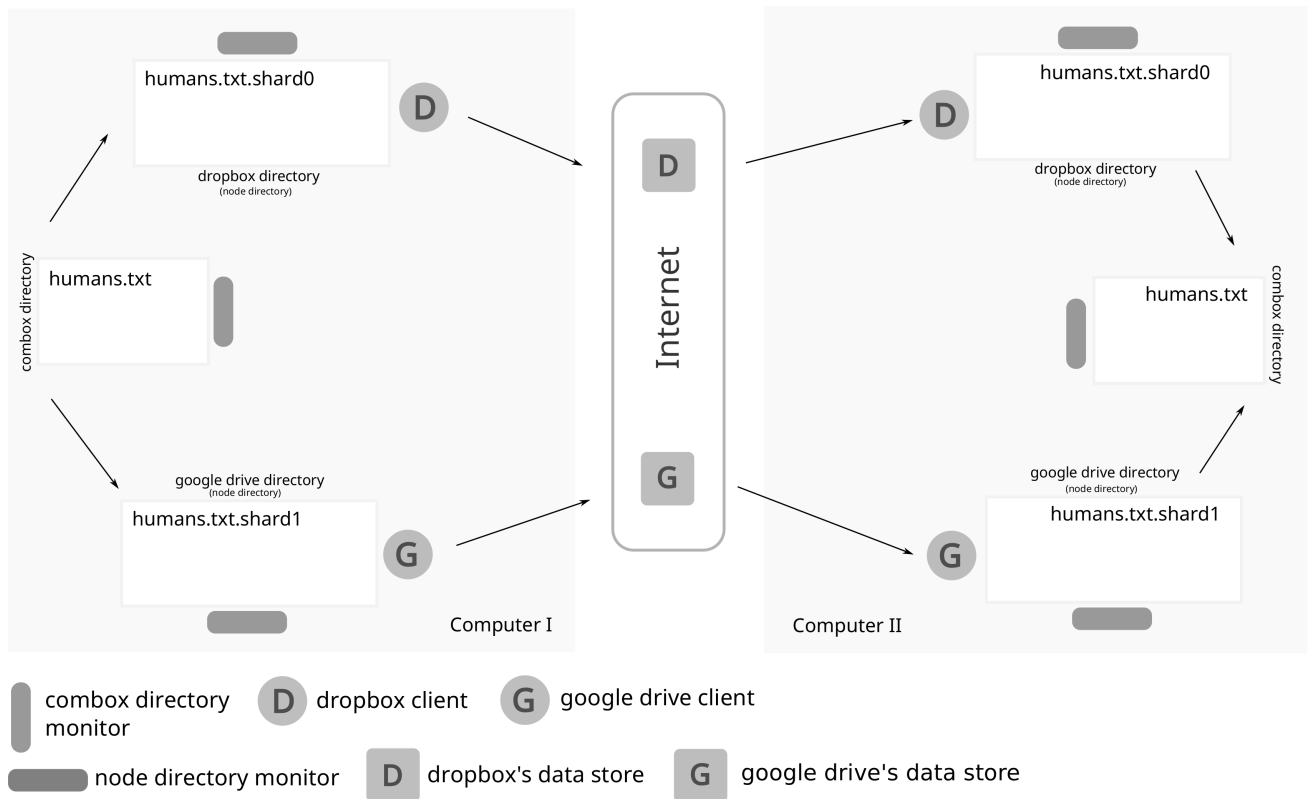 humans.txt.shard0
D
dropbox directory
(node directory)
combox directory
humans.txt
google drive directory
(node directory)
humans.txt.shard1
G
Computer I
D
Internet
G
humans.txt.shard0
D
dropbox directory
(node directory)
humans.txt
combox directory
google drive directory
(node directory)
humans.txt.shard1
G
Computer II
combox directory
monitor
D dropbox client
G google drive client
node directory monitor
D dropbox's data store
G google drive's data store